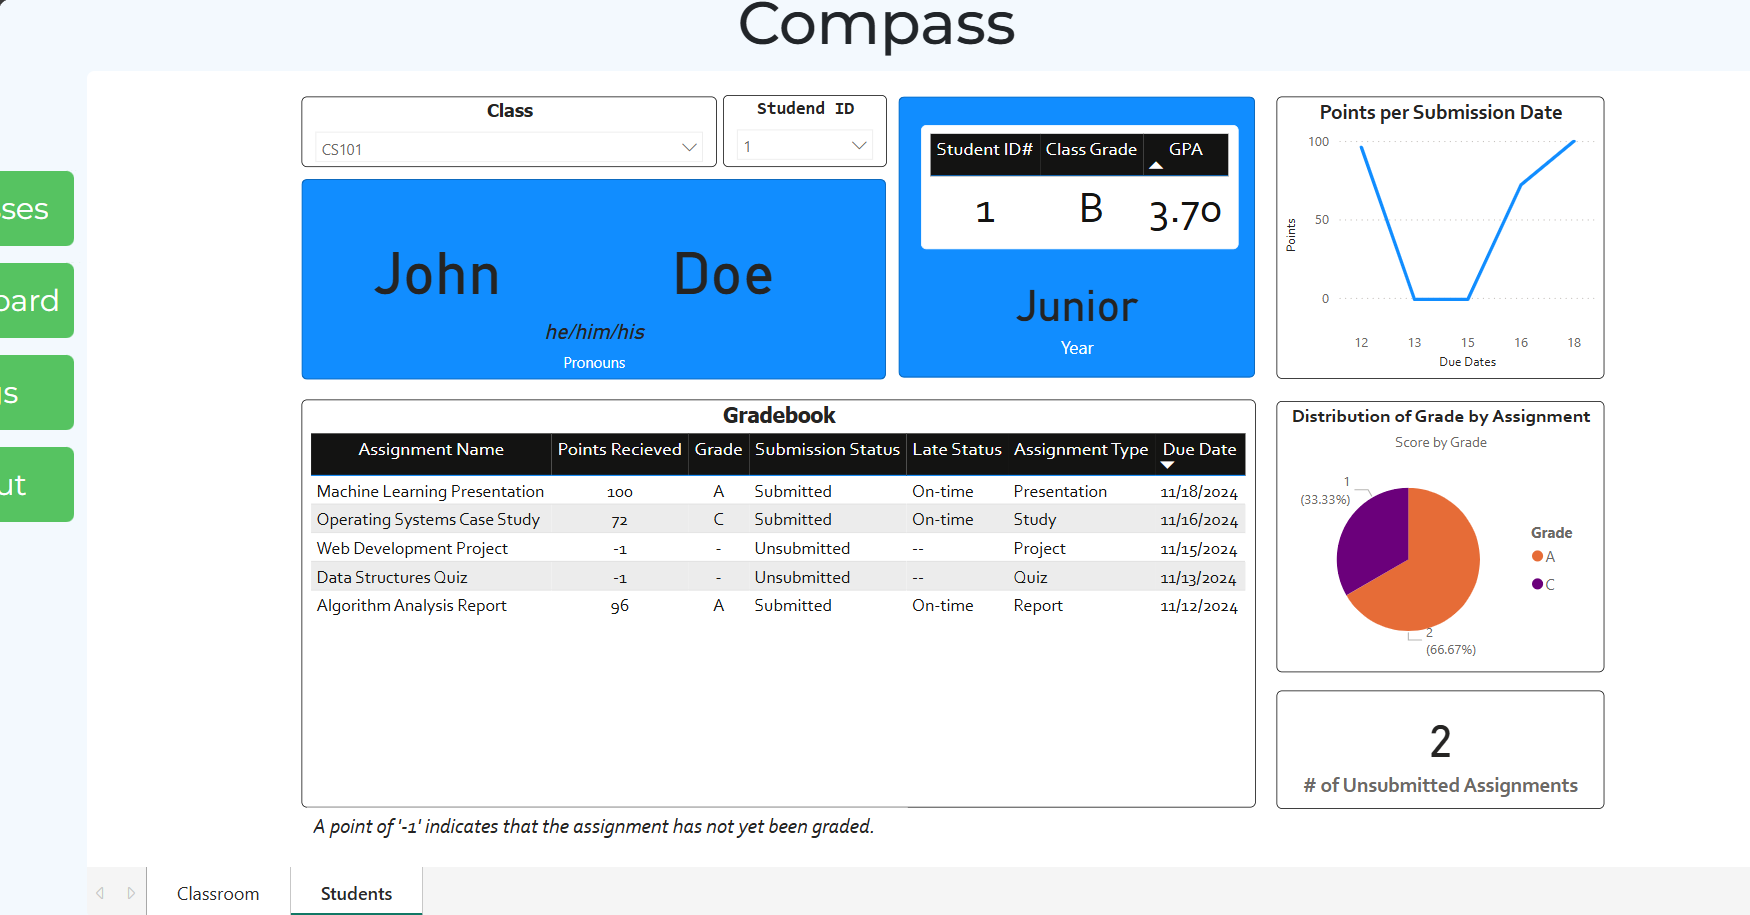 Compass
sses
oard
gs
ut
Class
CS101
Studend ID
1
John Doe
he/him/his
Pronouns
Student ID# Class Grade GPA
1 B 3.70
Junior
Year
Points per Submission Date
100
50
0
Points
12 13 15 16 18
Due Dates
Gradebook
Assignment Name Points Recieved Grade Submission Status Late Status Assignment Type Due Date
Machine Learning Presentation 100 A Submitted On-time Presentation 11/18/2024
Operating Systems Case Study 72 C Submitted On-time Study 11/16/2024
Web Development Project -1 - Unsubmitted -- Project 11/15/2024
Data Structures Quiz -1 - Unsubmitted -- Quiz 11/13/2024
Algorithm Analysis Report 96 A Submitted On-time Report 11/12/2024
A point of '-1' indicates that the assignment has not yet been graded.
Distribution of Grade by Assignment
Score by Grade
1
(33.33%)
2
(66.67%)
Grade
A
C
2
# of Unsubmitted Assignments
Classroom Students